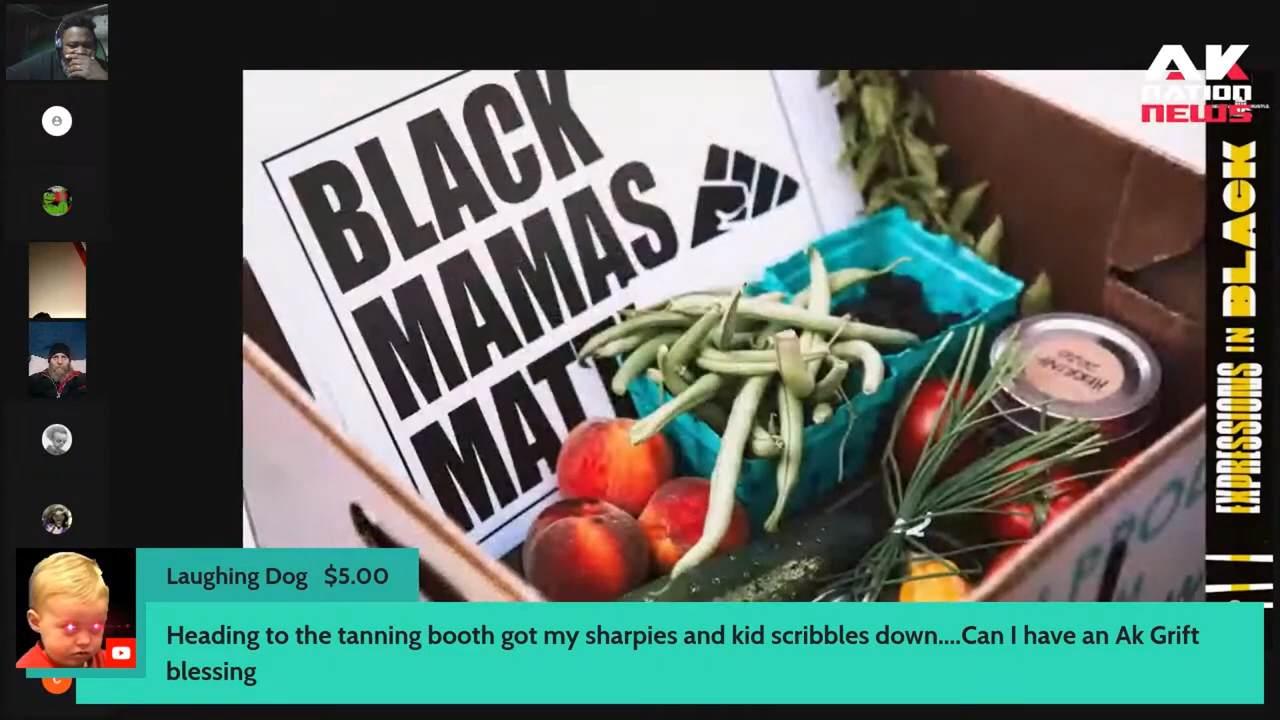 AK
NATION
NEWS
BLACK
MAMAS
MAT
EXPRESSIONS IN BLACK
Laughing Dog $5.00
Heading to the tanning booth got my sharpies and kid scribbles down....Can I have an Ak Grift
blessing